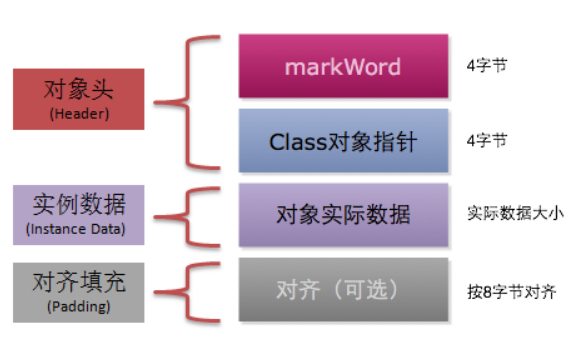 对象头
(Header)
markWord
4字节
Class对象指针
4字节
实例数据
(Instance Data)
对象实际数据
实际数据大小
对齐填充
(Padding)
对齐（可选）
按8字节对齐